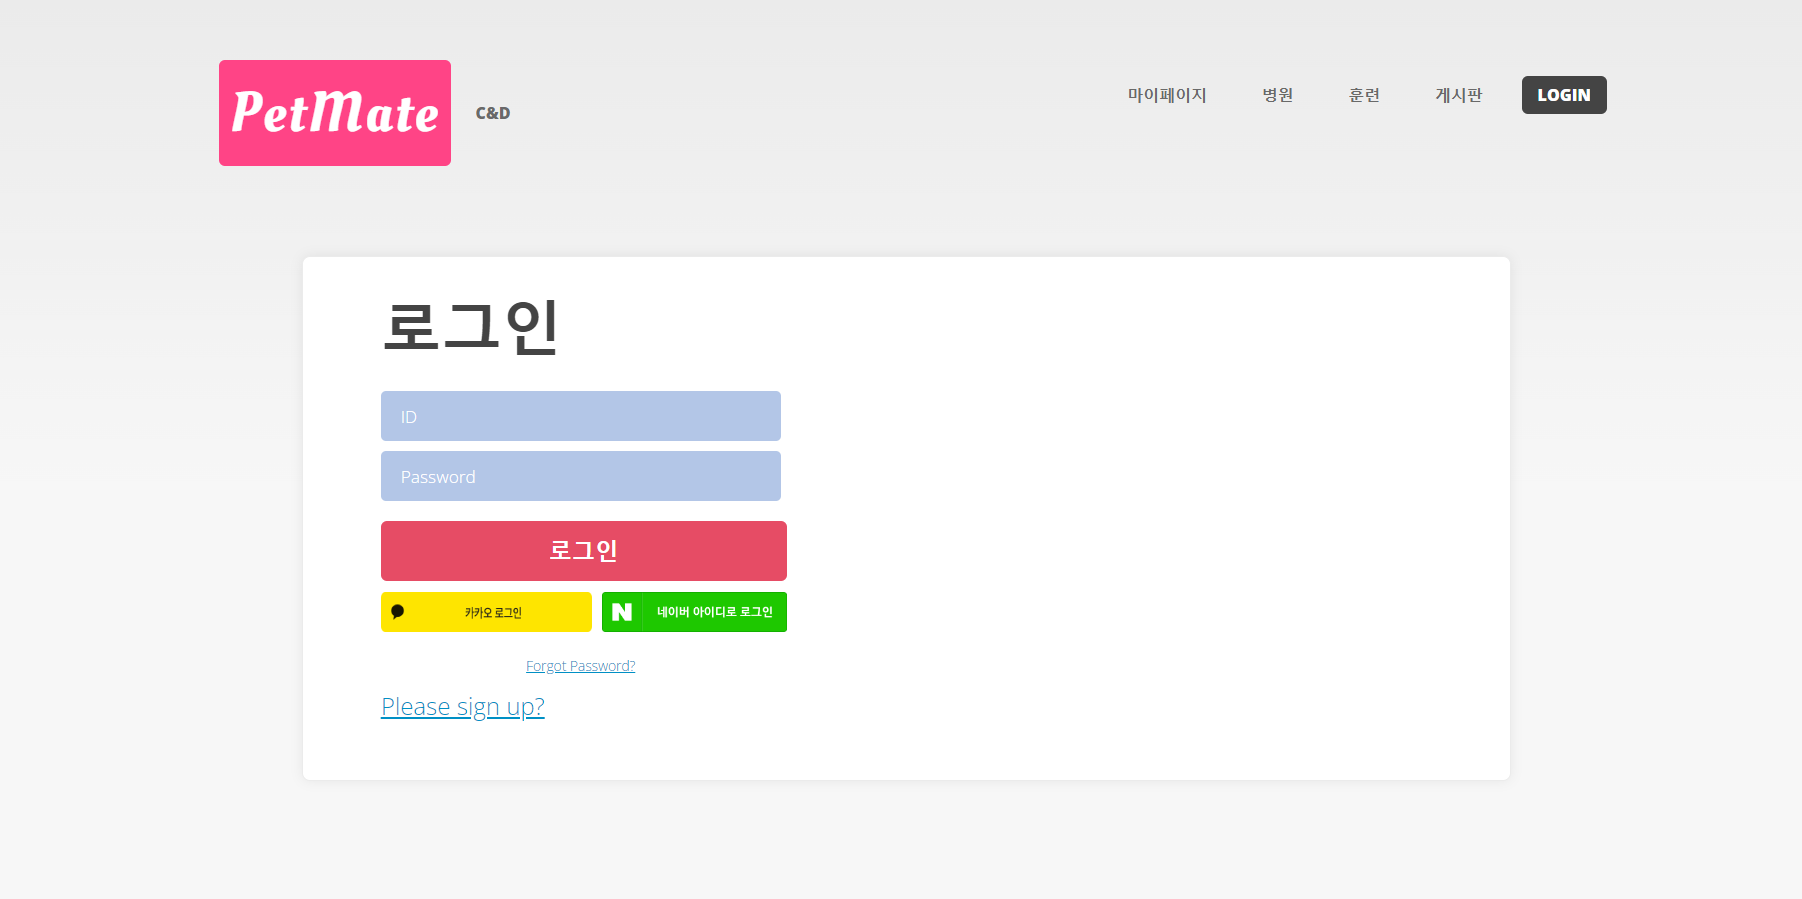 PetMate
C&D
마이페이지 병원 훈련 게시판 LOGIN
로그인
ID
Password
로그인
카카오 로그인
N 네이버 아이디로 로그인
Forgot Password?
Please sign up?